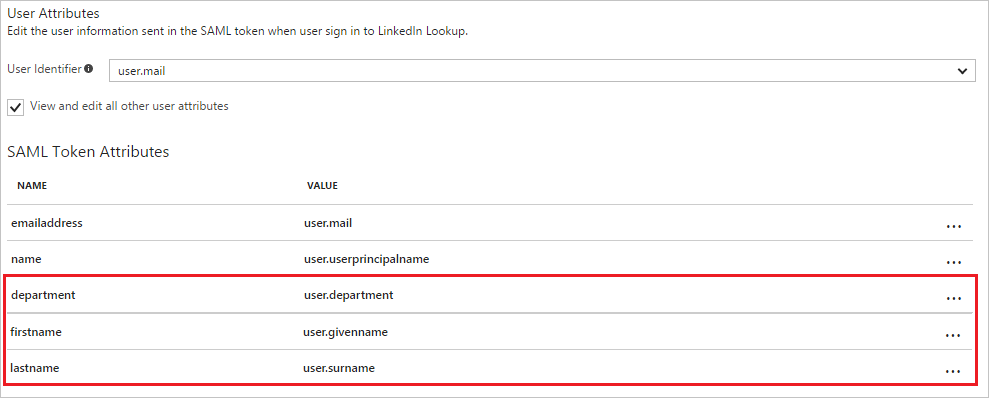 User Attributes
Edit the user information sent in the SAML token when user sign in to LinkedIn Lookup.
User Identifier user.mail
View and edit all other user attributes
SAML Token Attributes
NAME VALUE
emailaddress user.mail ...
name user.userprincipalname ...
department user.department ...
firstname user.givenname ...
lastname user.surname ...